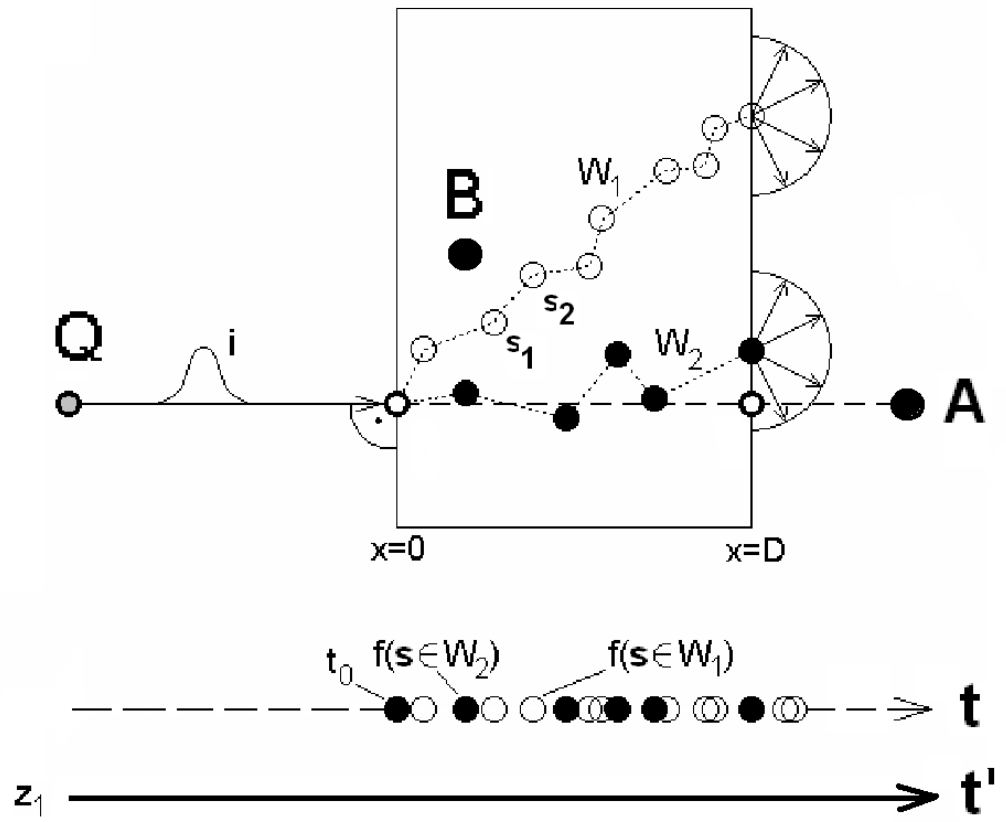 B
W₁
s₁
s₂
Q
i
W₂
A
x=0
x=D
t₀ f(s∈W₂) f(s∈W₁)
t
z₁ t'